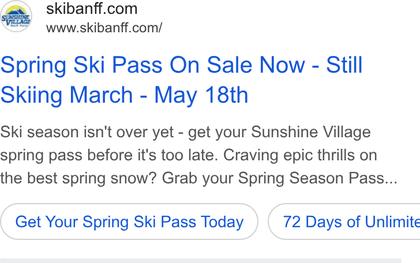 skibanff.com
www.skibanff.com/
Spring Ski Pass On Sale Now - Still
Skiing March - May 18th
Ski season isn't over yet - get your Sunshine Village
spring pass before it's too late. Craving epic thrills on
the best spring snow? Grab your Spring Season Pass...
Get Your Spring Ski Pass Today
72 Days of Unlimite